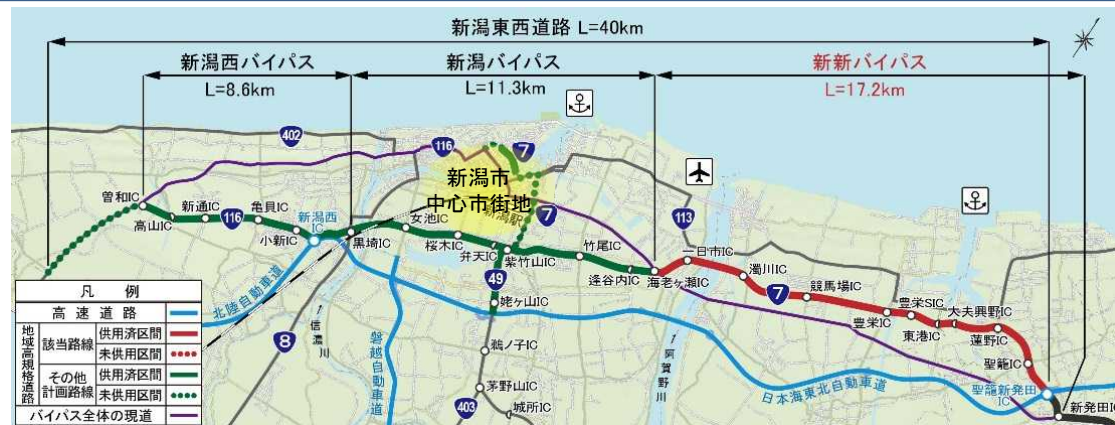 新潟東西道路 L=40km
新潟西バイパス
L=8.6km
新潟バイパス
L=11.3km
新新バイパス
L=17.2km
402
116
7
新潟市
中心市街地
7
113
曽和IC
高山IC
新通IC
116
亀貝IC
小新IC
新潟西
IC
黒埼IC
女池IC
桜木IC
弁天IC
紫竹山IC
竹尾IC
逢谷内IC
海老ヶ瀬IC
一日市IC
濁川IC
7
競馬場IC
豊栄IC
豊栄SIC
東港IC
大夫興野IC
蓮野IC
聖籠IC
聖籠新発田
IC
新発田IC
北陸自動車道
8
信濃川
磐越自動車道
49
姥ヶ山IC
鵜ノ子IC
茅野山IC
403
城所IC
阿賀野川
日本海東北自動車道
凡 例
高速道路
地域高規格道路
該当路線
供用済区間
未供用区間
その他
計画路線
供用済区間
未供用区間
バイパス全体の現道